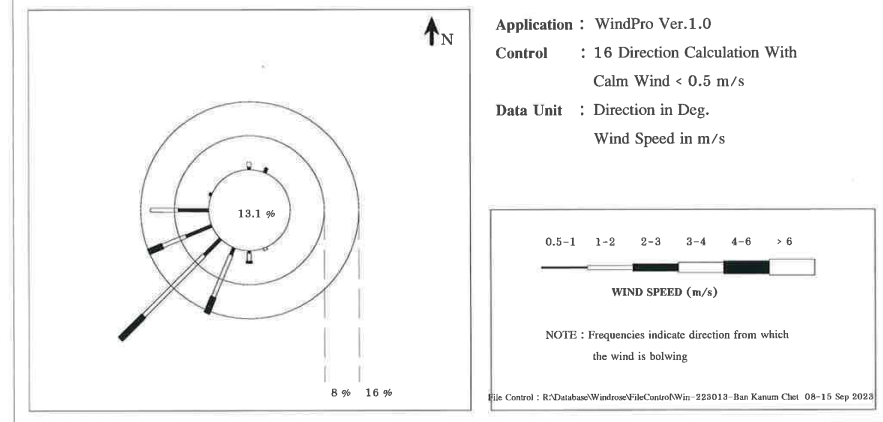 N
13.1 %
8 % 16 %
Application : WindPro Ver.1.0
Control : 16 Direction Calculation With
Calm Wind < 0.5 m/s
Data Unit : Direction in Deg.
Wind Speed in m/s
0.5-1 1-2 2-3 3-4 4-6 > 6
WIND SPEED (m/s)
NOTE : Frequencies indicate direction from which
the wind is bolwing
File Control : R:\Database\Windrose\FileControl\Win-223013-Ban Kanum Chet 08-15 Sep 2023